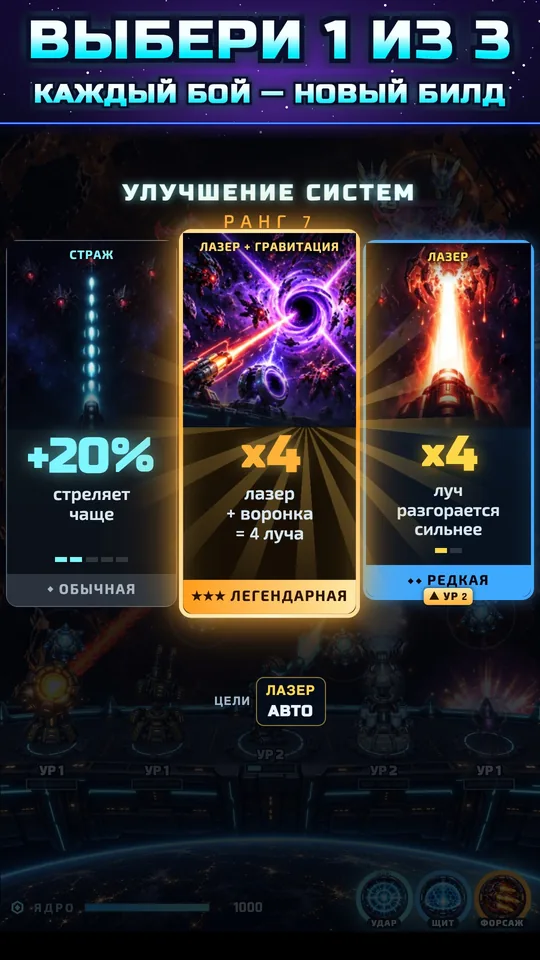 ВЫБЕРИ 1 ИЗ 3
КАЖДЫЙ БОЙ — НОВЫЙ БИЛД
УЛУЧШЕНИЕ СИСТЕМ
РАНГ 7
СТРАЖ
+20%
стреляет
чаще
ОБЫЧНАЯ
ЛАЗЕР + ГРАВИТАЦИЯ
x4
лазер
+ воронка
= 4 луча
★★★ ЛЕГЕНДАРНАЯ
ЛАЗЕР
x4
луч
разгорается
сильнее
РЕДКАЯ
▲ УР 2
ЦЕЛИ
ЛАЗЕР
АВТО
УР 1
УР 1
УР 2
УР 2
УР 1
ЯДРО
1000
УДАР
ЩИТ
ФОРСАЖ